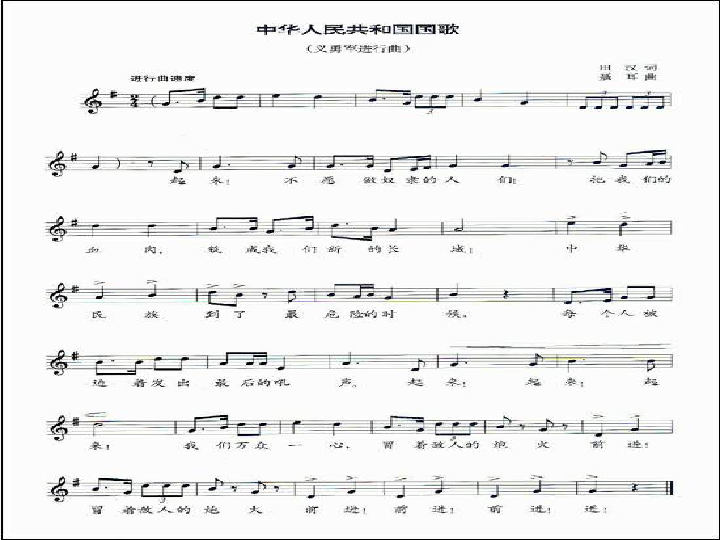 中华人民共和国国歌
（义勇军进行曲）
田 汉 词
进行曲速度
聂 耳 曲
起 来！ 不 愿 做奴 隶的人 们！ 把我们的
血 肉， 筑 成我们新的长 城！ 中 华
民 族 到了 最 危险的时 候， 每个人被
迫 着发出 最后的吼 声。 起 来！ 起 来！ 起
来！ 我 们万众 一 心， 冒 着敌人的 炮 火 前 进！
冒 着敌人的 炮 火 前 进！ 前 进！ 前 进！ 进！